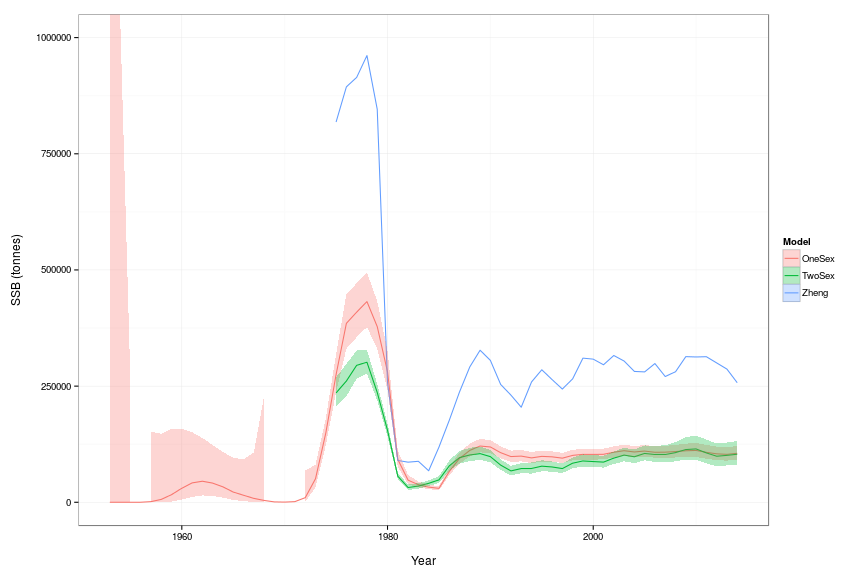 1000000
750000
500000
250000
0
SSB (tonnes)
1960
1980
2000
Year
Model
OneSex
TwoSex
Zheng